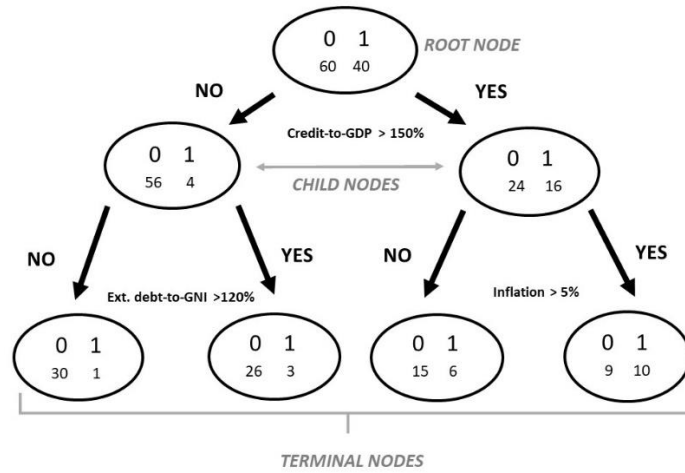 0 1
ROOT NODE
60 40
NO
YES
Credit-to-GDP > 150%
0 1
56 4
CHILD NODES
0 1
24 16
NO
YES
NO
YES
Ext. debt-to-GNI >120%
Inflation > 5%
0 1
30 1
0 1
26 3
0 1
15 6
0 1
9 10
TERMINAL NODES